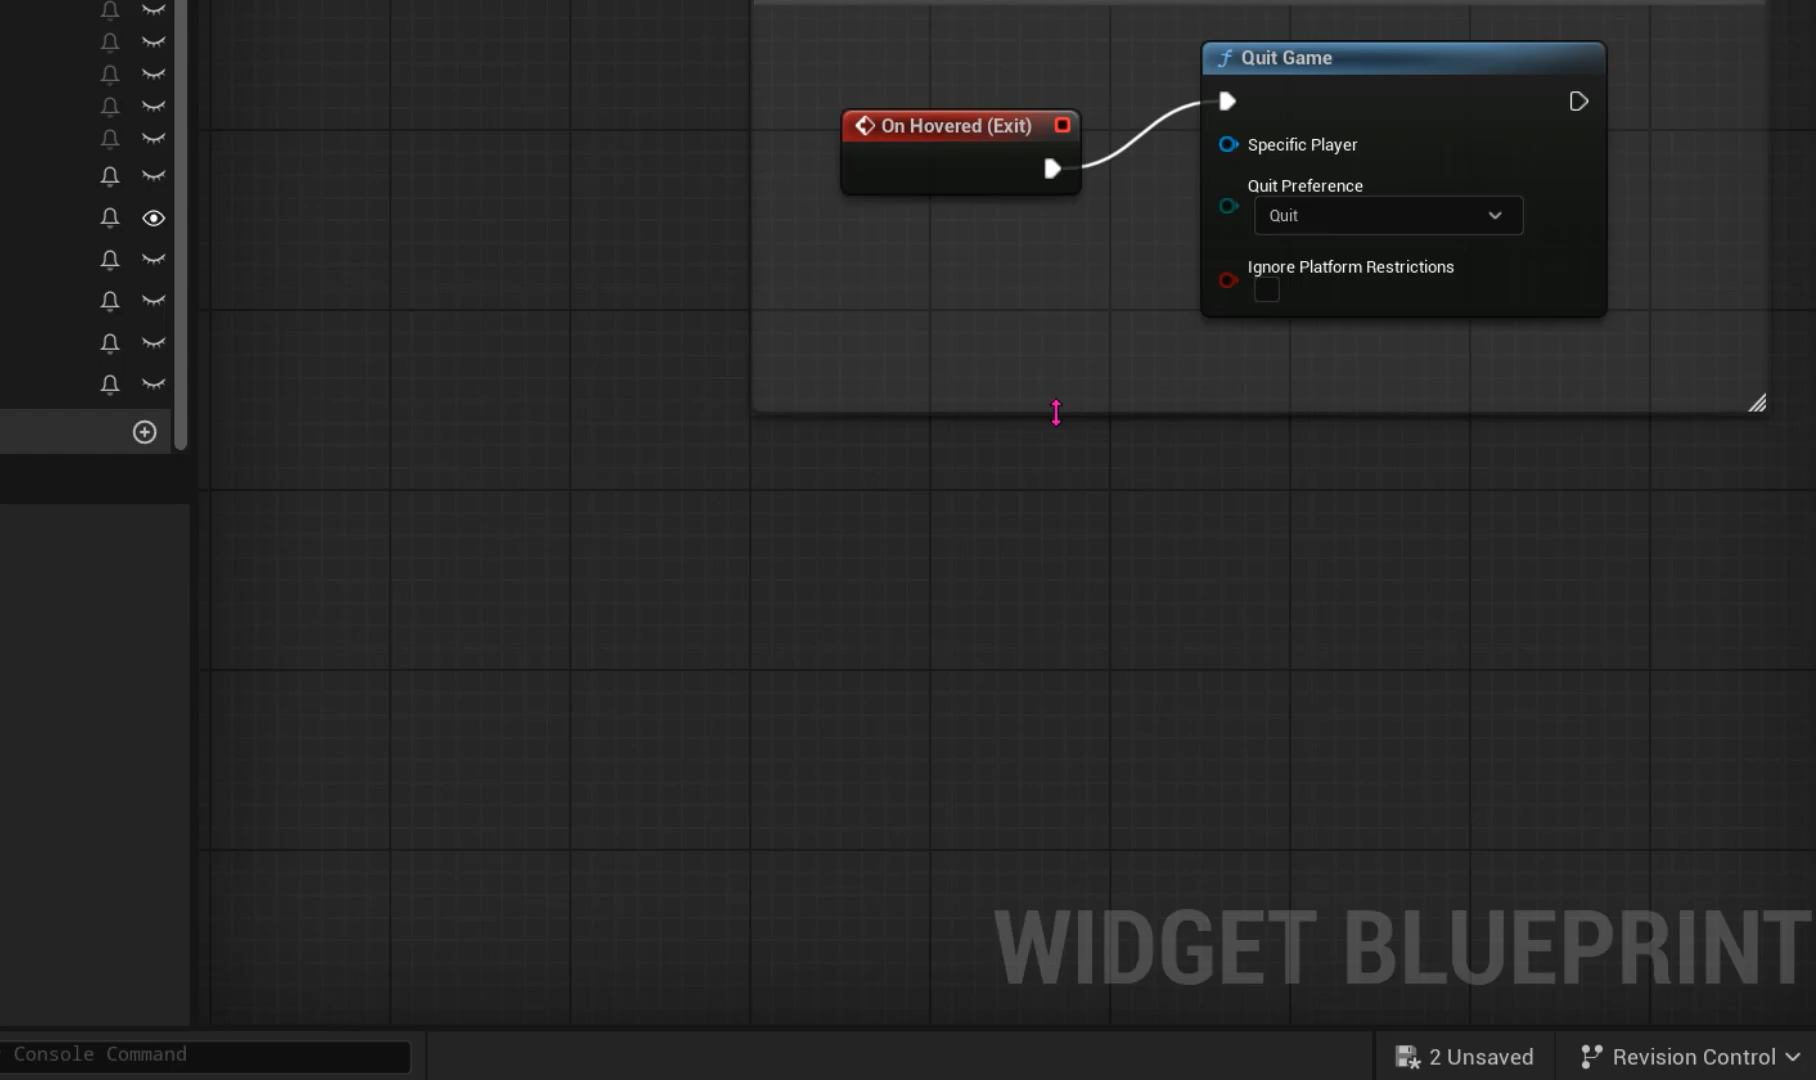 Quit Game
On Hovered (Exit)
Specific Player
Quit Preference
Quit
Ignore Platform Restrictions
WIDGET BLUEPRINT
Console Command
2 Unsaved
Revision Control